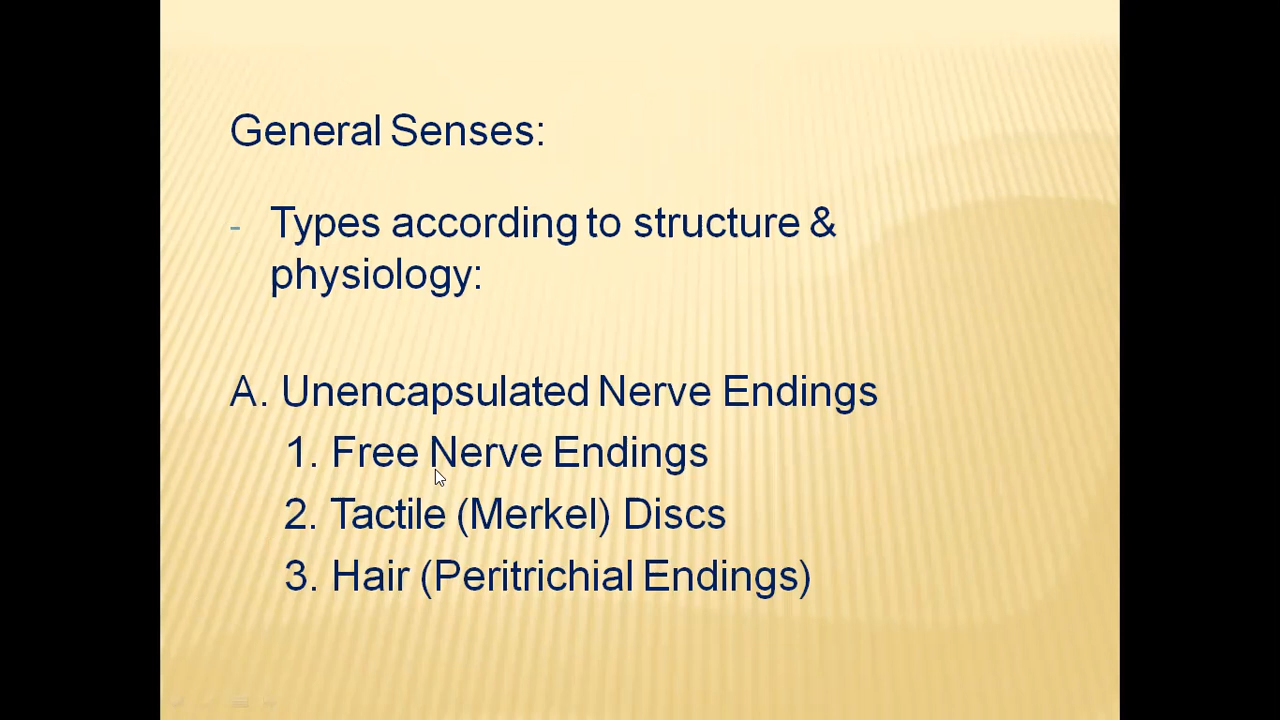 General Senses:
- Types according to structure &
physiology:
A. Unencapsulated Nerve Endings
1. Free Nerve Endings
2. Tactile (Merkel) Discs
3. Hair (Peritrichial Endings)